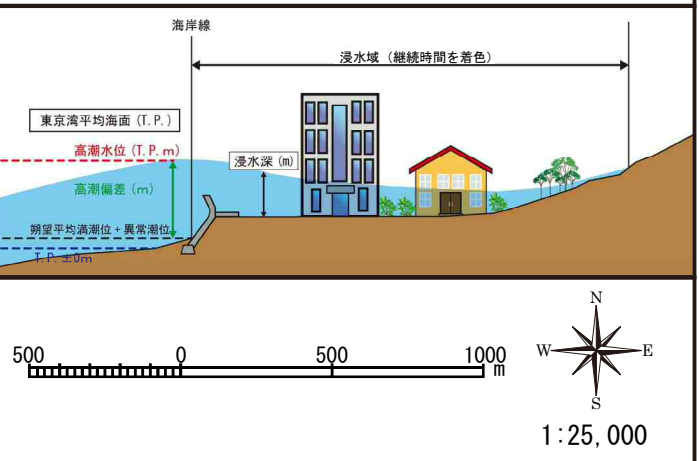 海岸線
浸水域（継続時間を着色）
東京湾平均海面（T.P.）
高潮水位（T.P. m）
浸水深（m）
高潮偏差（m）
朔望平均満潮位＋異常潮位
T.P.±0m
500 0 500 1000
m
N
W E
S
1:25,000